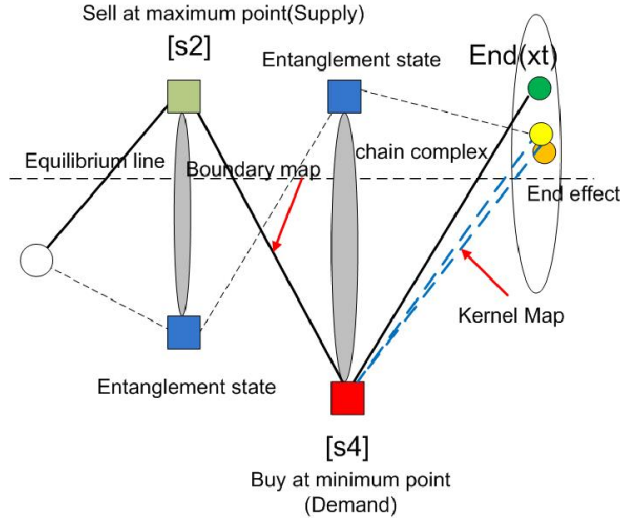 Sell at maximum point(Supply)
[s2]
Entanglement state
End(xt)
Equilibrium line
Boundary map
chain complex
End effect
Kernel Map
Entanglement state
[s4]
Buy at minimum point
(Demand)